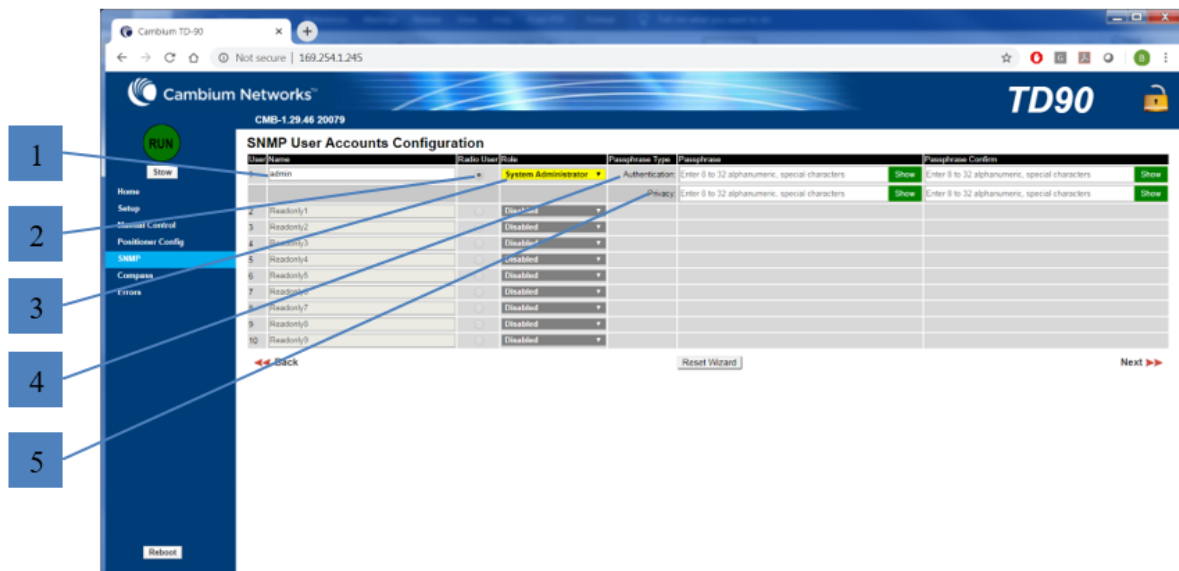 Cambium TD-90
Not secure | 169.254.1.245
Cambium Networks™
TD90
CMB-1.29.46 20079
RUN
Stow
Home
Setup
Manual Control
Positioner Config
SNMP
Compass
Errors
Reboot
SNMP User Accounts Configuration
User Name Radio User Role Passphrase Type Passphrase Passphrase Confirm
1 admin System Administrator Authentication: Enter 8 to 32 alphanumeric, special characters Show Enter 8 to 32 alphanumeric, special characters Show
Privacy: Enter 8 to 32 alphanumeric, special characters Show Enter 8 to 32 alphanumeric, special characters Show
2 Readonly1 Disabled
3 Readonly2 Disabled
4 Readonly3 Disabled
5 Readonly4 Disabled
6 Readonly5 Disabled
7 Readonly6 Disabled
8 Readonly7 Disabled
9 Readonly8 Disabled
10 Readonly9 Disabled
Back Reset Wizard Next
1
2
3
4
5